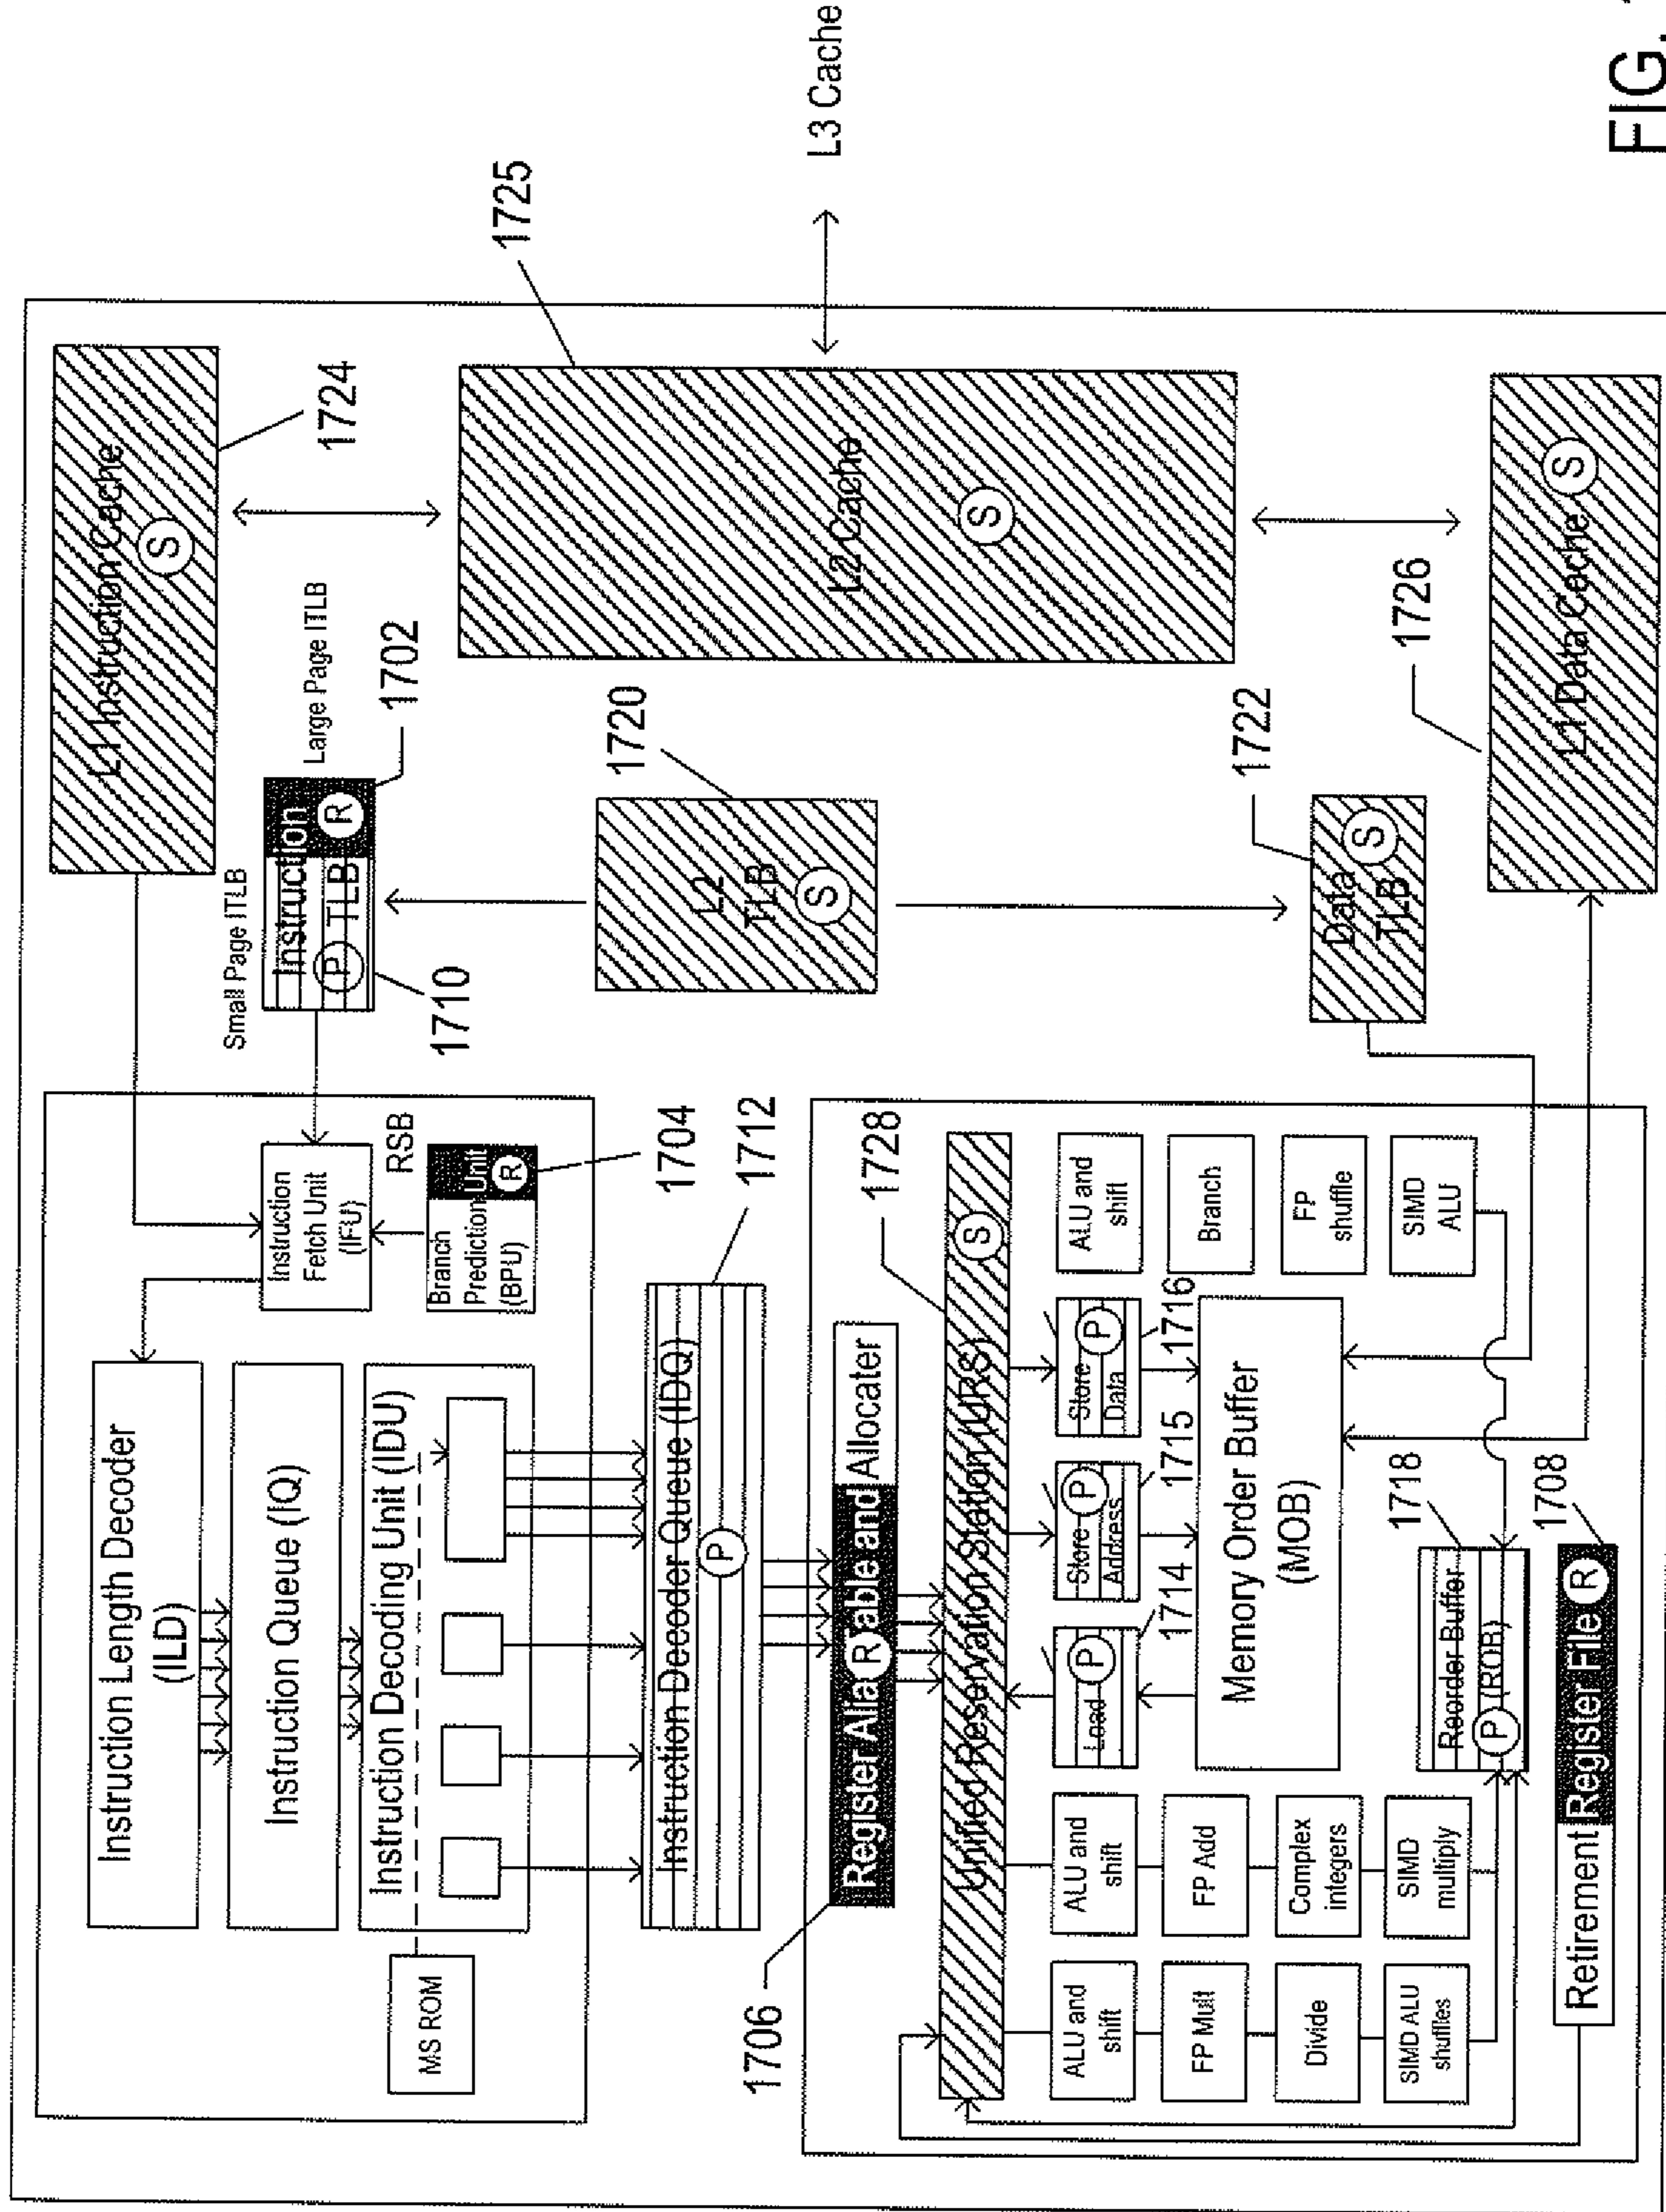 L1 Instruction Cache
S
1724
Small Page ITLB
Large Page ITLB
Instruction
P TLB R
1710
1702
L2 Cache
S
1725
L3 Cache
L2
TLB
S
1720
Data
TLB
S
1722
L1 Data Cache
S
1726
Instruction Length Decoder
(ILD)
Instruction Queue (IQ)
Instruction Decoding Unit (IDU)
MS ROM
Instruction
Fetch Unit
(IFU)
RSB
Branch Unit
Prediction R
(BPU)
1704
Instruction Decoder Queue (IDQ)
P
1712
1706
Register Alia R able and Allocater
Unified Reservation Station (URS)
S
1728
ALU and
shift
FP Mult
Divide
SIMD ALU
shuffles
ALU and
shift
FP Add
Complex
integers
SIMD
multiply
Load
P
1714
Store
Address
P
1715
Store
Data
P
1716
Memory Order Buffer
(MOB)
ALU and
shift
Branch
FP
shuffle
SIMD
ALU
Reorder Buffer
P (ROB)
1718
Retirement Register File R
1708
FIG.